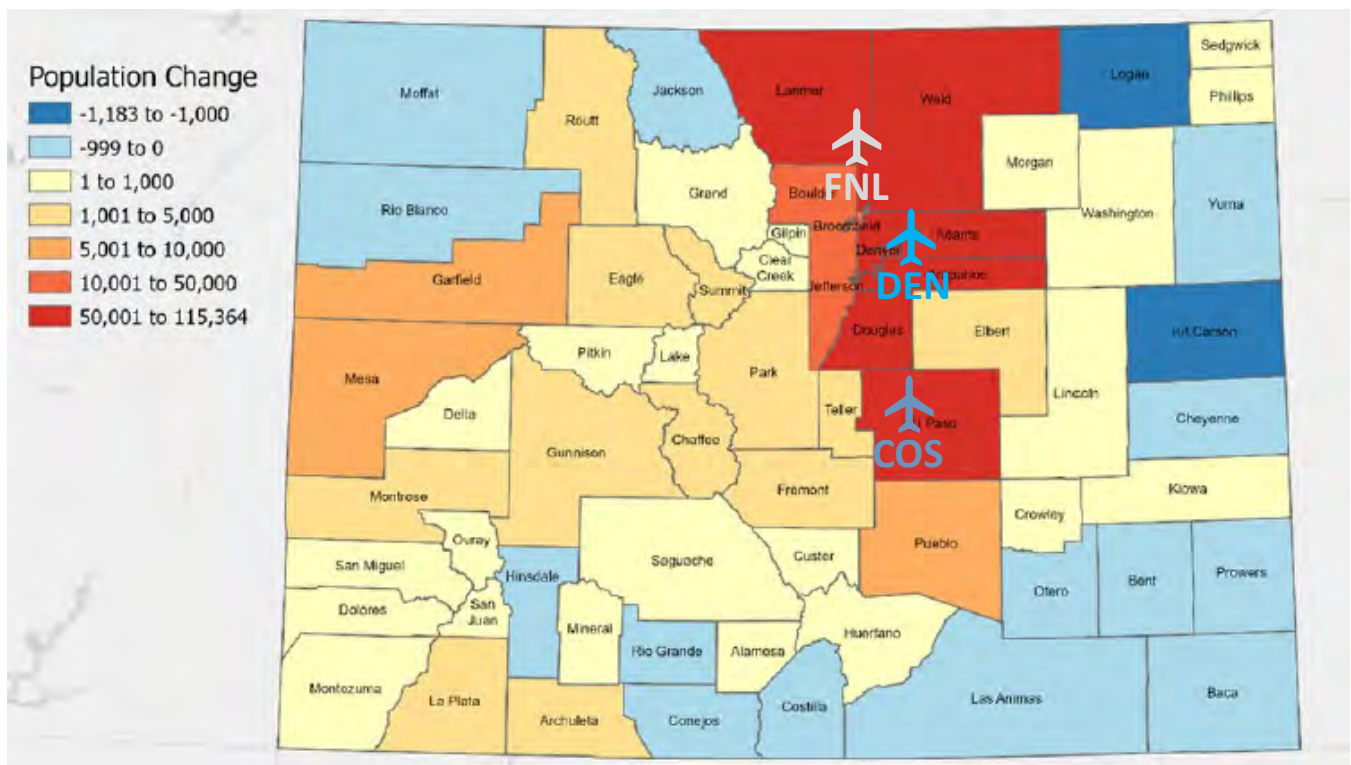 Population Change
-1,183 to -1,000
-999 to 0
1 to 1,000
1,001 to 5,000
5,001 to 10,000
10,001 to 50,000
50,001 to 115,364
Sedgwick
Moffat
Jackson
Larimer
Weld
Logan
Phillips
Routt
Morgan
FNL
Grand
Boulder
Rio Blanco
Washington
Yuma
Gilpin
Broomfield
Denver
Adams
Clear
Creek
Garfield
Eagle
Summit
Jefferson
DEN
Arapahoe
Douglas
Elbert
Kit Carson
Pitkin
Lake
Park
Mesa
Lincoln
Delta
Teller
El Paso
Cheyenne
Chaffee
COS
Gunnison
Fremont
Kiowa
Montrose
Crowley
Ouray
Pueblo
San Miguel
Saguache
Custer
Hinsdale
Otero
Bent
Prowers
Dolores
San
Juan
Mineral
Huerfano
Rio Grande
Alamosa
Montezuma
La Plata
Archuleta
Conejos
Costilla
Las Animas
Baca